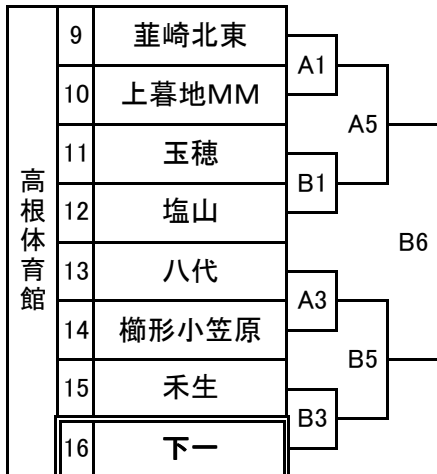 高根体育館
9 韮崎北東
10 上暮地MM
11 玉穂
12 塩山
13 八代
14 櫛形小笠原
15 禾生
16 下一
A1
B1
A3
B3
A5
B5
B6